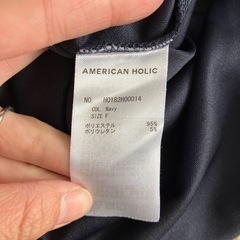 AMERICAN HOLIC
NO. H0182H00014
COL. Navy
SIZE F
ポリエステル 95%
ポリウレタン 5%